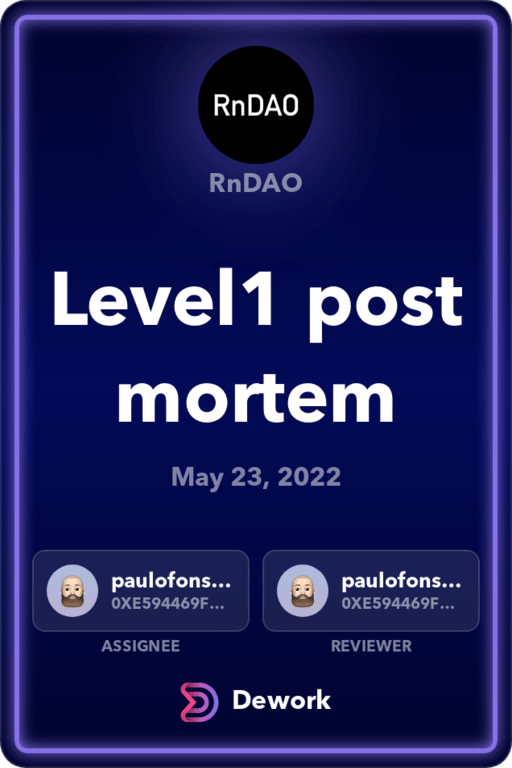 RnDAO
RnDAO
Level1 post
mortem
May 23, 2022
paulofons...
0XE594469F...
paulofons...
0XE594469F...
ASSIGNEE
REVIEWER
Dework